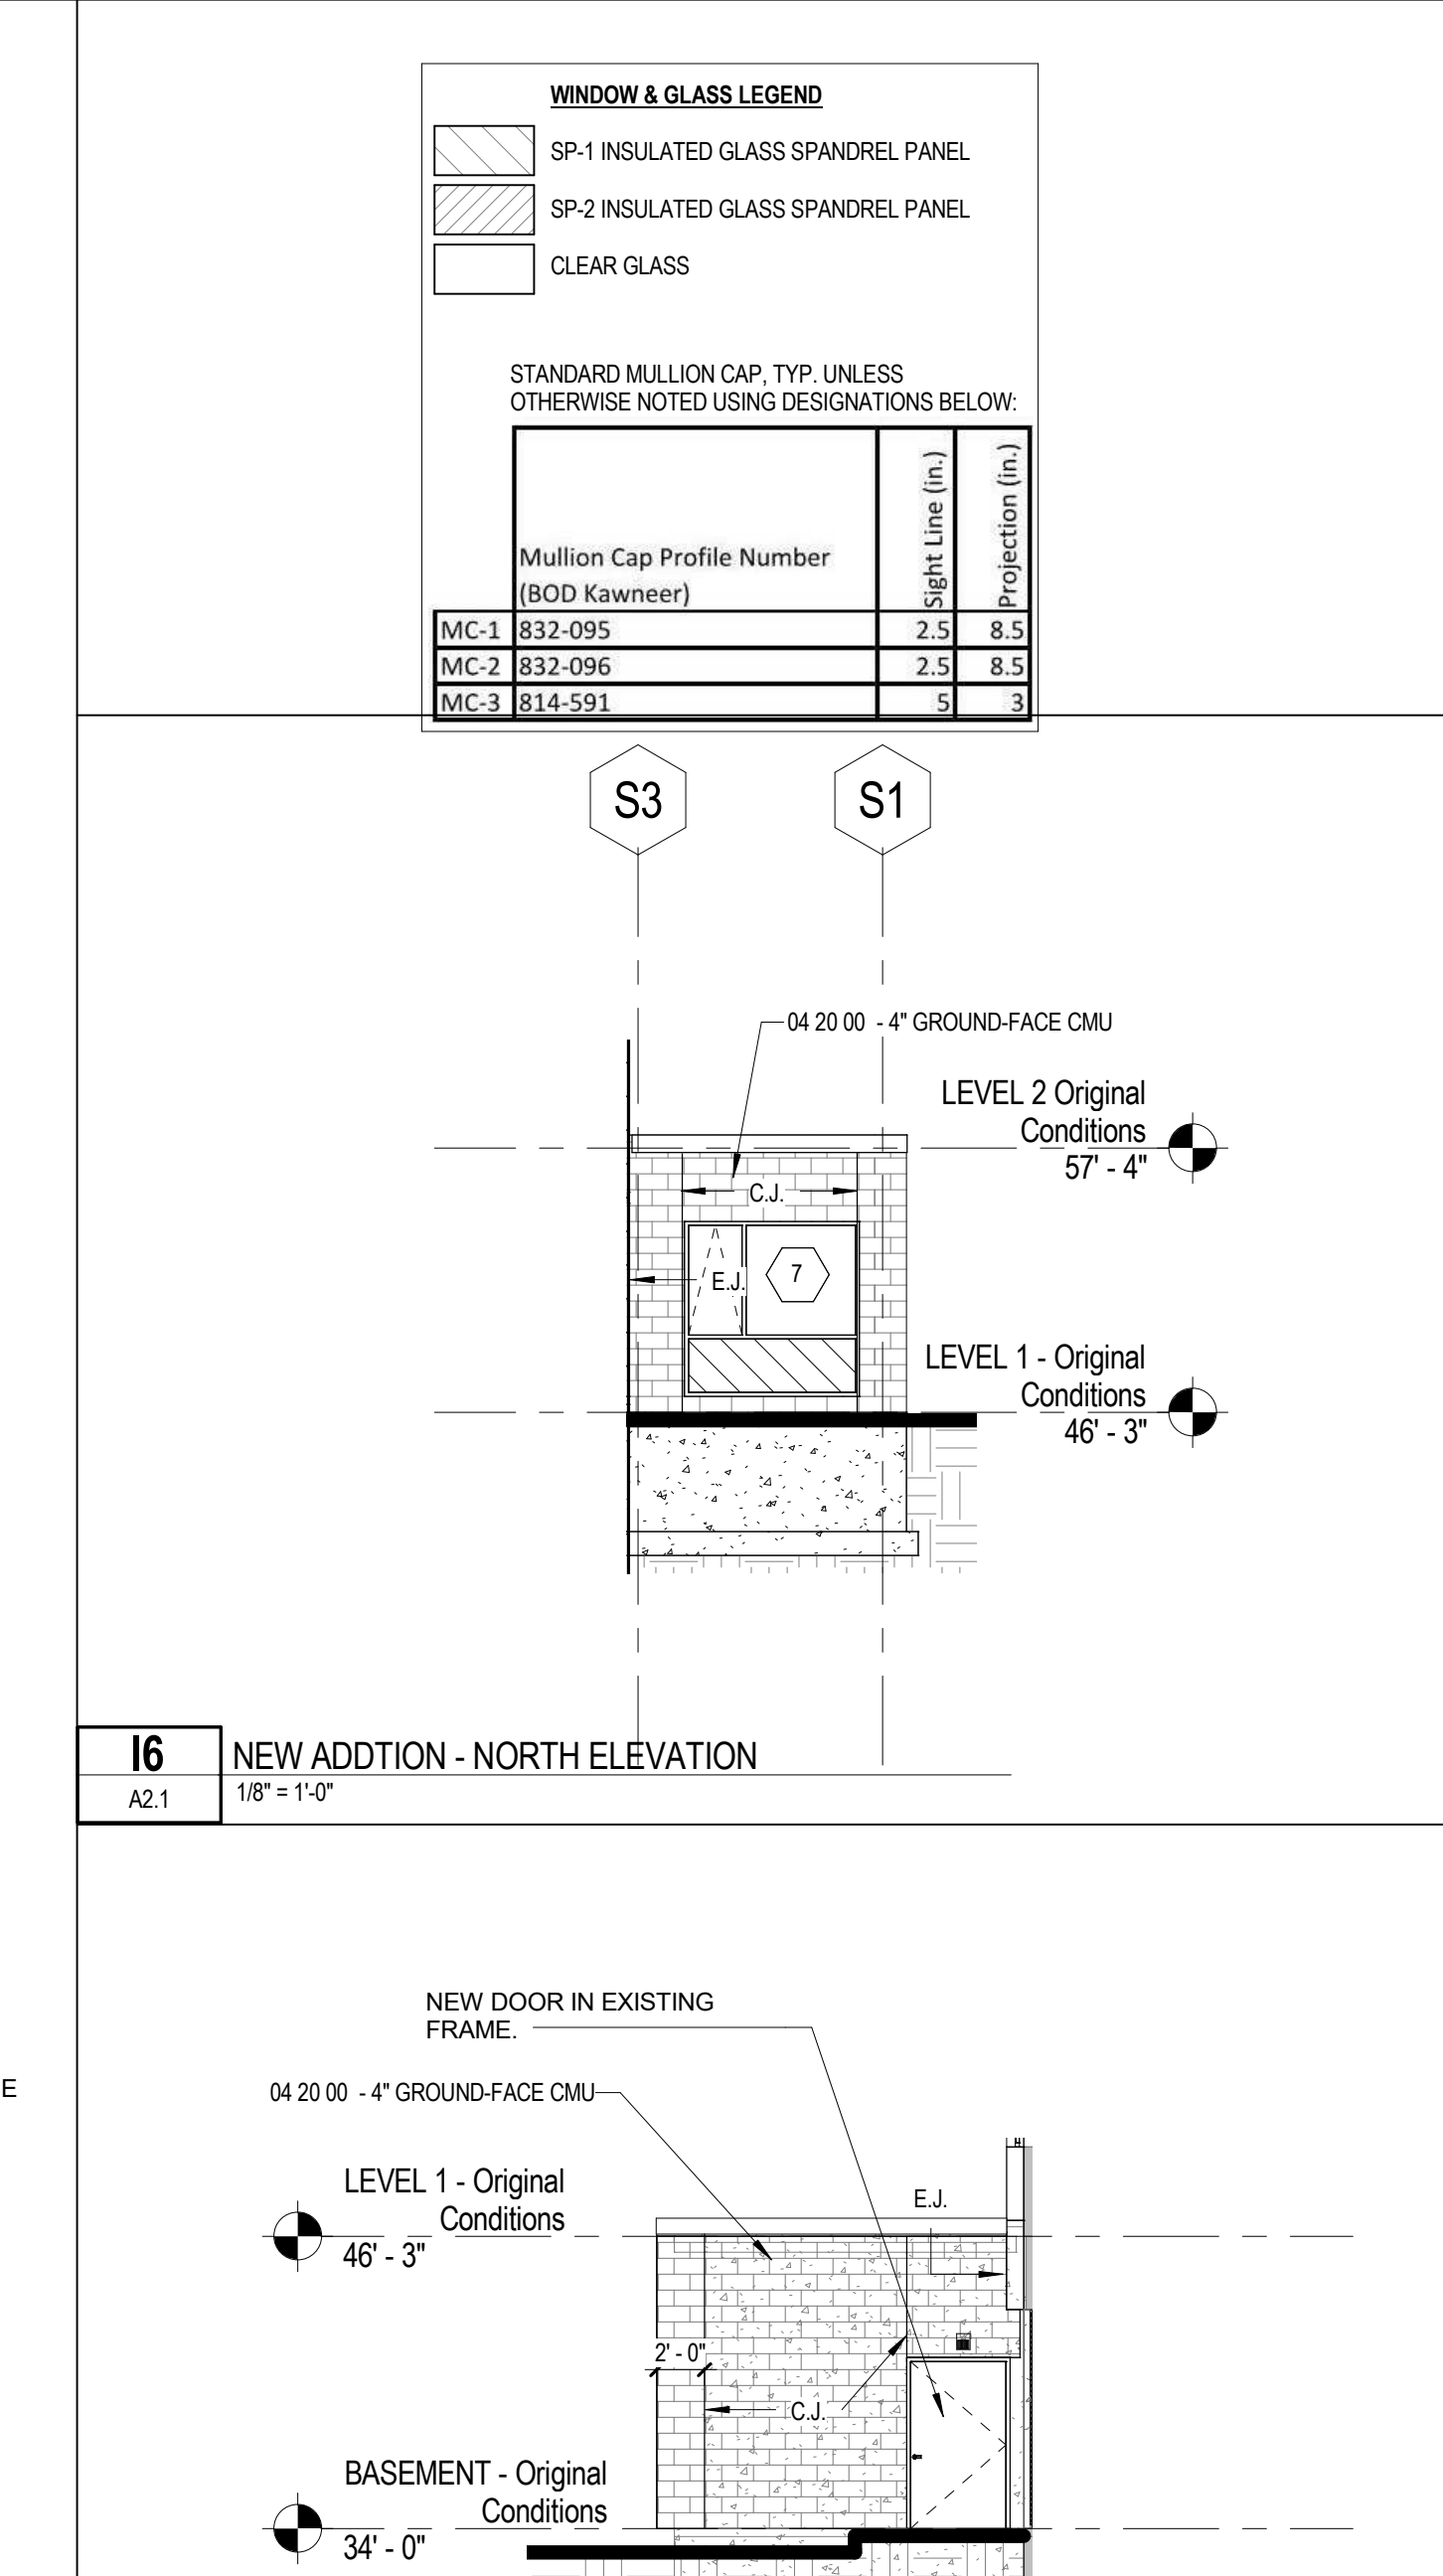 WINDOW & GLASS LEGEND
SP-1 INSULATED GLASS SPANDREL PANEL
SP-2 INSULATED GLASS SPANDREL PANEL
CLEAR GLASS
STANDARD MULLION CAP, TYP. UNLESS
OTHERWISE NOTED USING DESIGNATIONS BELOW:
Mullion Cap Profile Number
(BOD Kawneer)
Sight Line (in.)
Projection (in.)
MC-1 832-095 2.5 8.5
MC-2 832-096 2.5 8.5
MC-3 814-591 5 3
S3
S1
04 20 00 - 4" GROUND-FACE CMU
LEVEL 2 Original
Conditions
57' - 4"
C.J.
E.J.
7
LEVEL 1 - Original
Conditions
46' - 3"
I6
NEW ADDTION - NORTH ELEVATION
A2.1
1/8" = 1'-0"
NEW DOOR IN EXISTING
FRAME.
E
04 20 00 - 4" GROUND-FACE CMU
LEVEL 1 - Original
Conditions
46' - 3"
E.J.
2' - 0"
C.J.
BASEMENT - Original
Conditions
34' - 0"